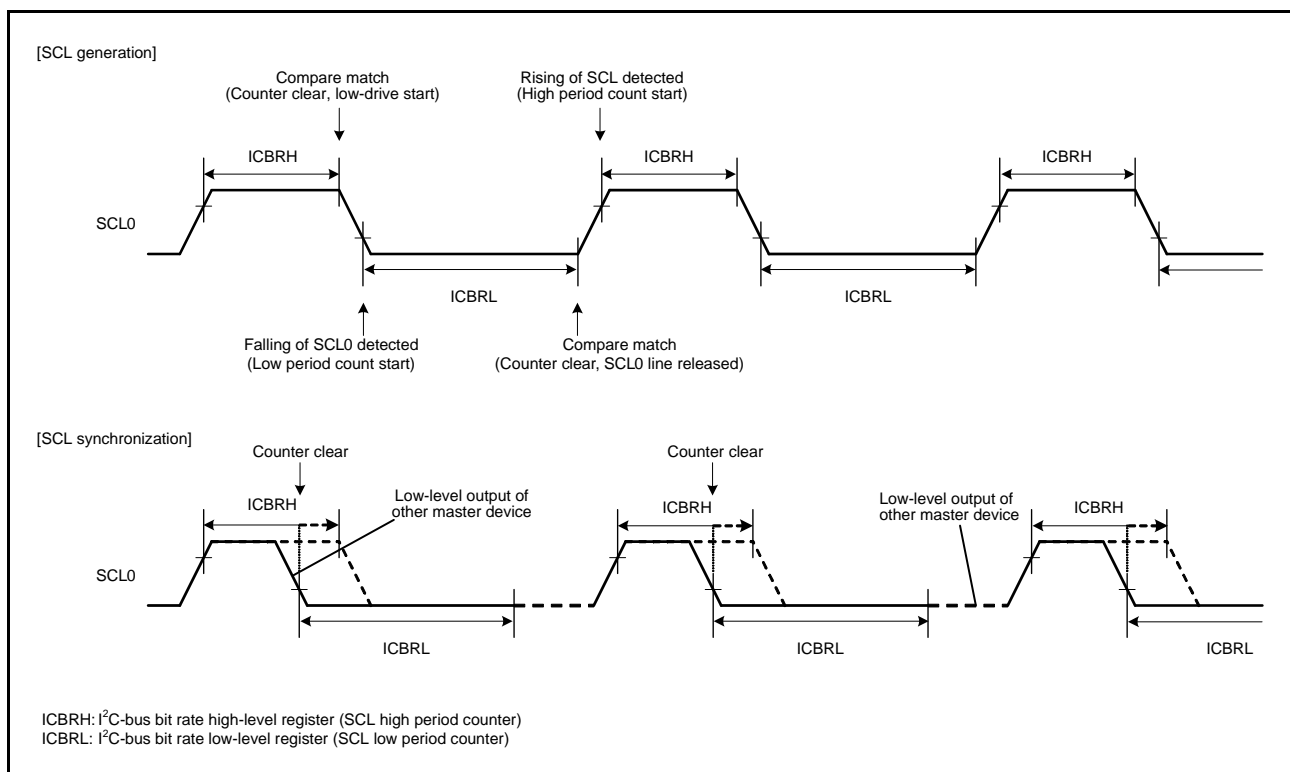 [SCL generation]
Compare match
(Counter clear, low-drive start)
Rising of SCL detected
(High period count start)
ICBRH
ICBRH
ICBRH
SCL0
ICBRL
ICBRL
Falling of SCL0 detected
(Low period count start)
Compare match
(Counter clear, SCL0 line released)
[SCL synchronization]
Counter clear
Counter clear
ICBRH
Low-level output of
other master device
ICBRH
Low-level output of
other master device
ICBRH
SCL0
ICBRL
ICBRL
ICBRL
ICBRH: I²C-bus bit rate high-level register (SCL high period counter)
ICBRL: I²C-bus bit rate low-level register (SCL low period counter)